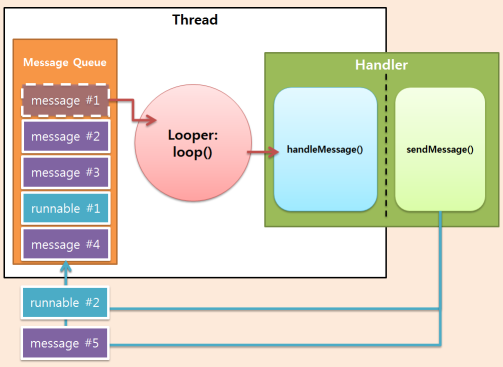 Thread
Message Queue
message #1
message #2
message #3
runnable #1
message #4
runnable #2
message #5
Looper:
loop()
Handler
handleMessage()
sendMessage()